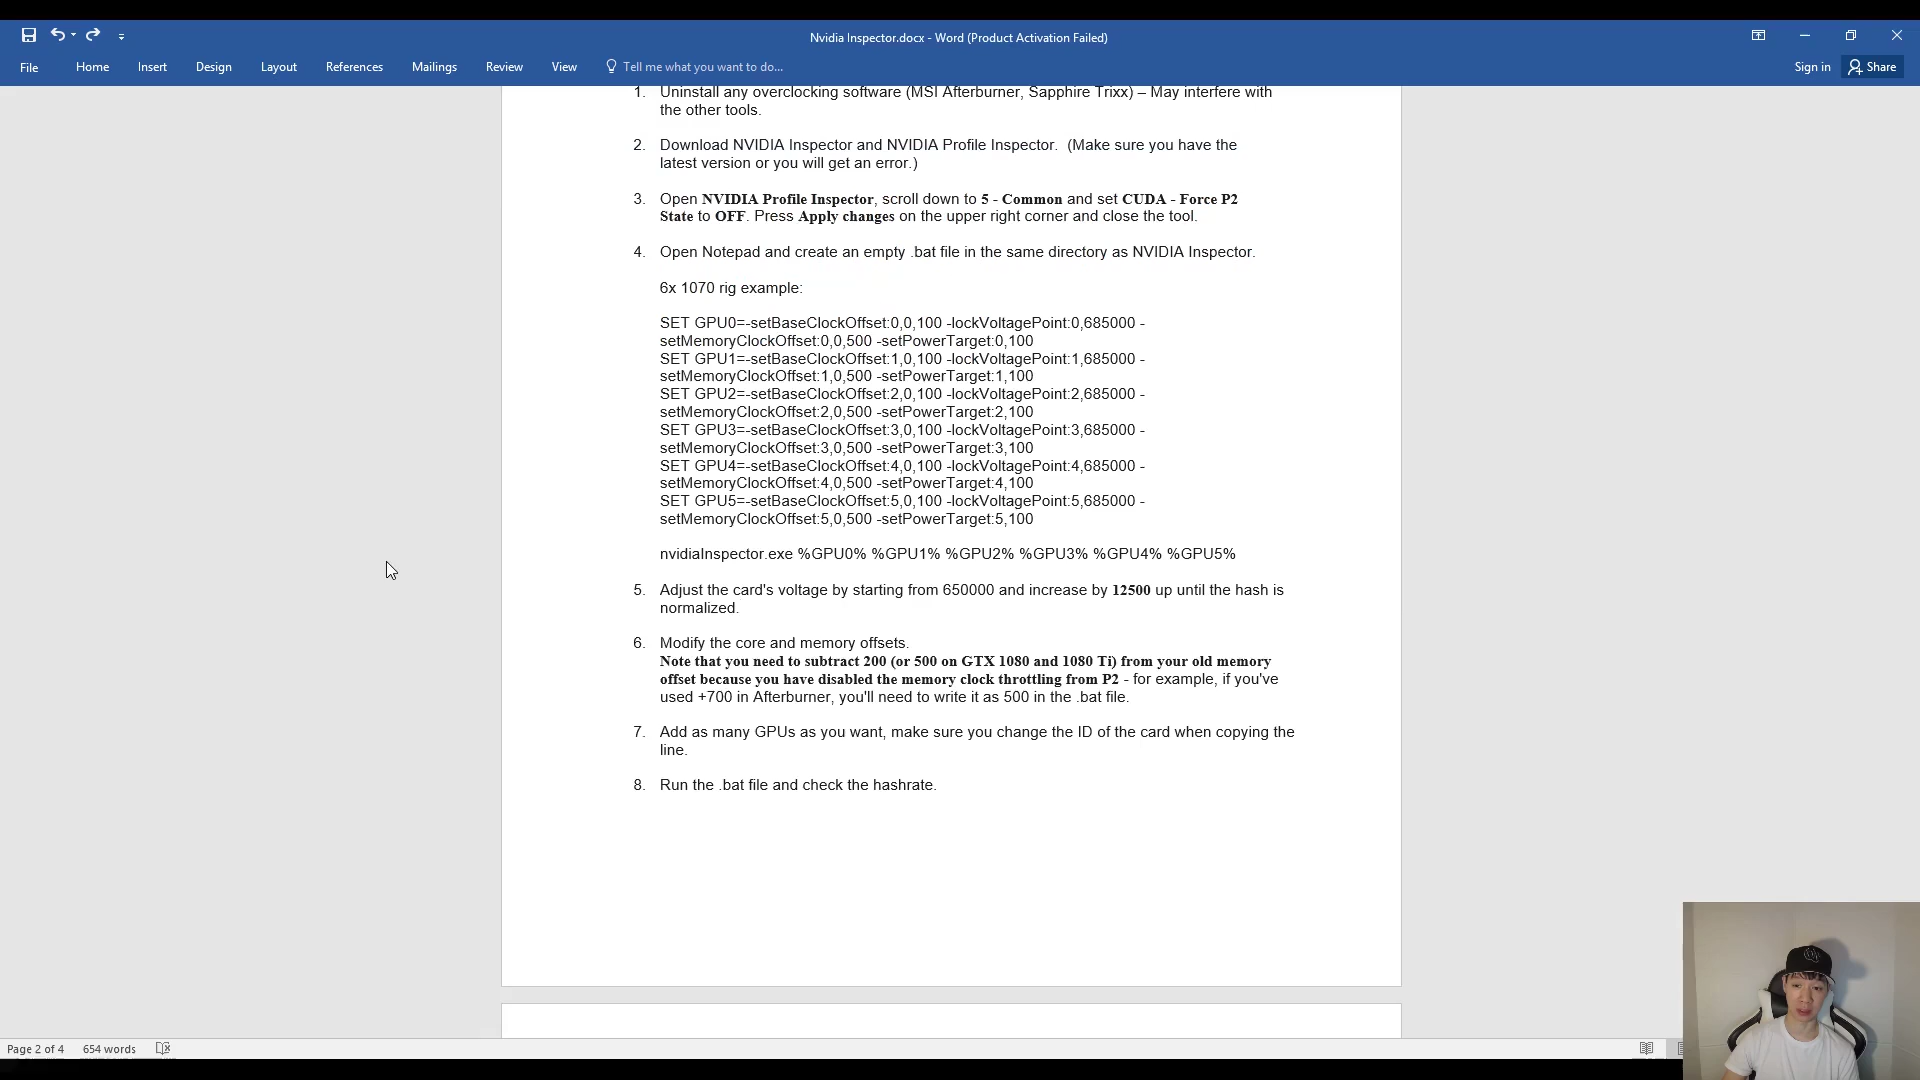 Nvidia Inspector.docx - Word (Product Activation Failed)
File Home Insert Design Layout References Mailings Review View Tell me what you want to do... Sign in Share
1. Uninstall any overclocking software (MSI Afterburner, Sapphire Trixx) – May interfere with
the other tools.
2. Download NVIDIA Inspector and NVIDIA Profile Inspector. (Make sure you have the
latest version or you will get an error.)
3. Open NVIDIA Profile Inspector, scroll down to 5 - Common and set CUDA - Force P2
State to OFF. Press Apply changes on the upper right corner and close the tool.
4. Open Notepad and create an empty .bat file in the same directory as NVIDIA Inspector.
6x 1070 rig example:
SET GPU0=-setBaseClockOffset:0,0,100 -lockVoltagePoint:0,685000 -
setMemoryClockOffset:0,0,500 -setPowerTarget:0,100
SET GPU1=-setBaseClockOffset:1,0,100 -lockVoltagePoint:1,685000 -
setMemoryClockOffset:1,0,500 -setPowerTarget:1,100
SET GPU2=-setBaseClockOffset:2,0,100 -lockVoltagePoint:2,685000 -
setMemoryClockOffset:2,0,500 -setPowerTarget:2,100
SET GPU3=-setBaseClockOffset:3,0,100 -lockVoltagePoint:3,685000 -
setMemoryClockOffset:3,0,500 -setPowerTarget:3,100
SET GPU4=-setBaseClockOffset:4,0,100 -lockVoltagePoint:4,685000 -
setMemoryClockOffset:4,0,500 -setPowerTarget:4,100
SET GPU5=-setBaseClockOffset:5,0,100 -lockVoltagePoint:5,685000 -
setMemoryClockOffset:5,0,500 -setPowerTarget:5,100
nvidiaInspector.exe %GPU0% %GPU1% %GPU2% %GPU3% %GPU4% %GPU5%
5. Adjust the card's voltage by starting from 650000 and increase by 12500 up until the hash is
normalized.
6. Modify the core and memory offsets.
Note that you need to subtract 200 (or 500 on GTX 1080 and 1080 Ti) from your old memory
offset because you have disabled the memory clock throttling from P2 - for example, if you've
used +700 in Afterburner, you'll need to write it as 500 in the .bat file.
7. Add as many GPUs as you want, make sure you change the ID of the card when copying the
line.
8. Run the .bat file and check the hashrate.
Page 2 of 4 654 words